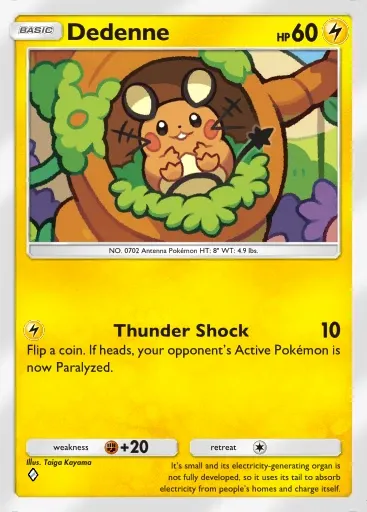 BASIC Dedenne HP 60
NO. 0702 Antenna Pokémon HT: 8" WT: 4.9 lbs.
Thunder Shock 10
Flip a coin. If heads, your opponent's Active Pokémon is
now Paralyzed.
weakness +20 retreat
Illus. Taiga Kayama
It's small and its electricity-generating organ is
not fully developed, so it uses its tail to absorb
electricity from people's homes and charge itself.